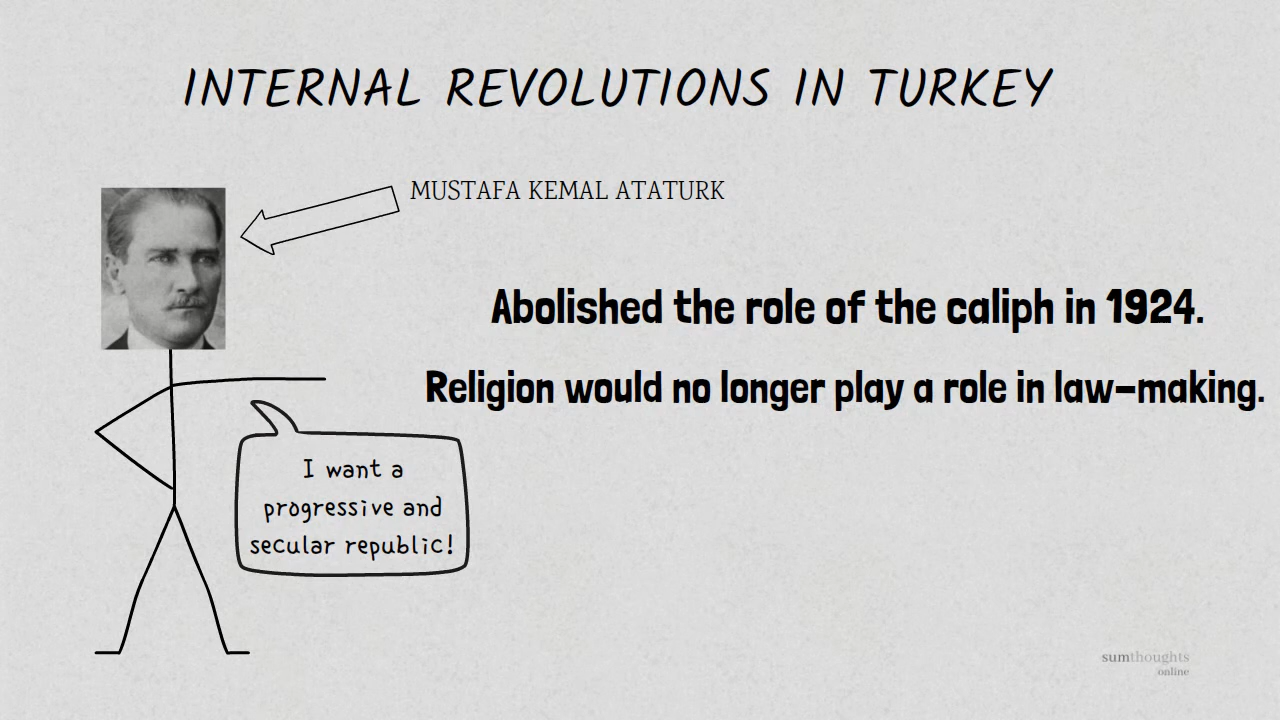 INTERNAL REVOLUTIONS IN TURKEY
MUSTAFA KEMAL ATATURK
Abolished the role of the caliph in 1924.
Religion would no longer play a role in law-making.
I want a
progressive and
secular republic!
sumthoughts
online